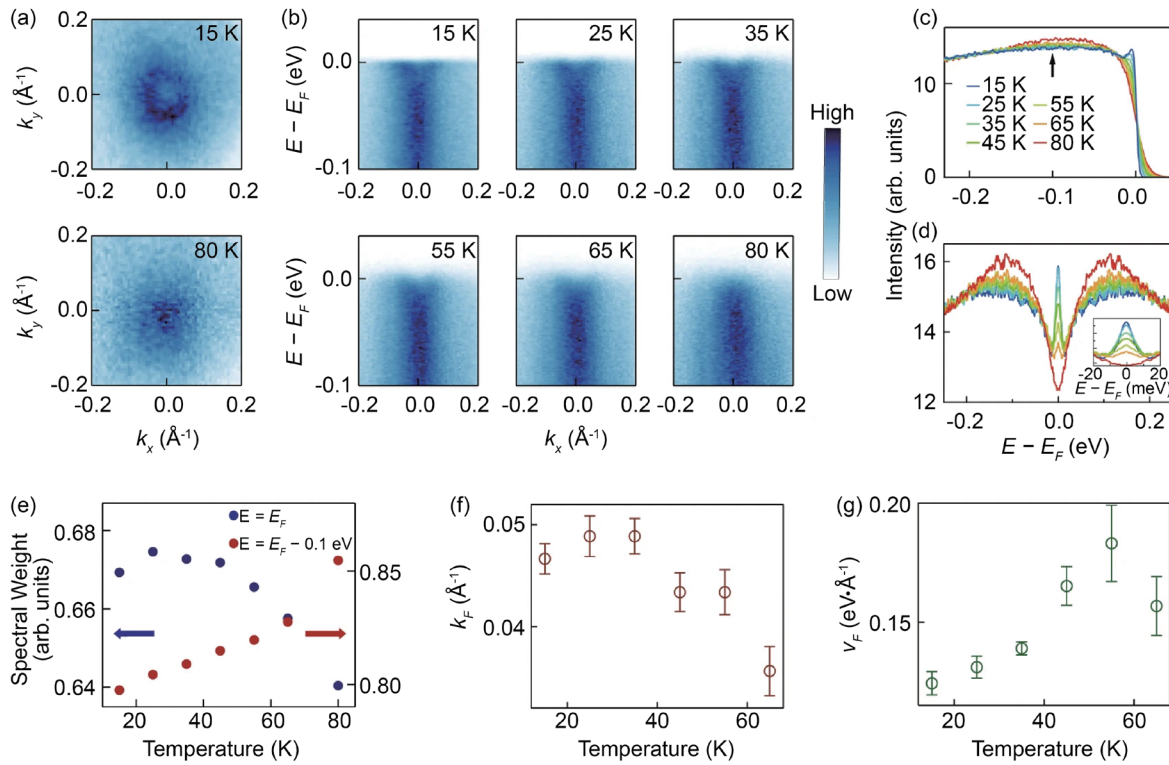 (a)
15 K
k_y (Å⁻¹)
0.2
0.0
-0.2
-0.2 0.0 0.2
80 K
k_y (Å⁻¹)
0.2
0.0
-0.2
-0.2 0.0 0.2
k_x (Å⁻¹)
(b)
15 K 25 K 35 K
E − E_F (eV)
0.0
-0.1
-0.2 0.0 0.2 -0.2 0.0 0.2 -0.2 0.0 0.2
55 K 65 K 80 K
E − E_F (eV)
0.0
-0.1
-0.2 0.0 0.2 -0.2 0.0 0.2 -0.2 0.0 0.2
k_x (Å⁻¹)
High
Low
(c)
10
0
15 K
25 K 55 K
35 K 65 K
45 K 80 K
-0.2 -0.1 0.0
Intensity (arb. units)
(d)
16
14
12
-20 0 20
E − E_F (meV)
-0.2 0.0 0.2
E − E_F (eV)
(e)
E = E_F
E = E_F − 0.1 eV
Spectral Weight
(arb. units)
0.68
0.66
0.64
0.85
0.80
20 40 60 80
Temperature (K)
(f)
k_F (Å⁻¹)
0.05
0.04
20 40 60
Temperature (K)
(g)
v_F (eV•Å⁻¹)
0.20
0.15
20 40 60
Temperature (K)